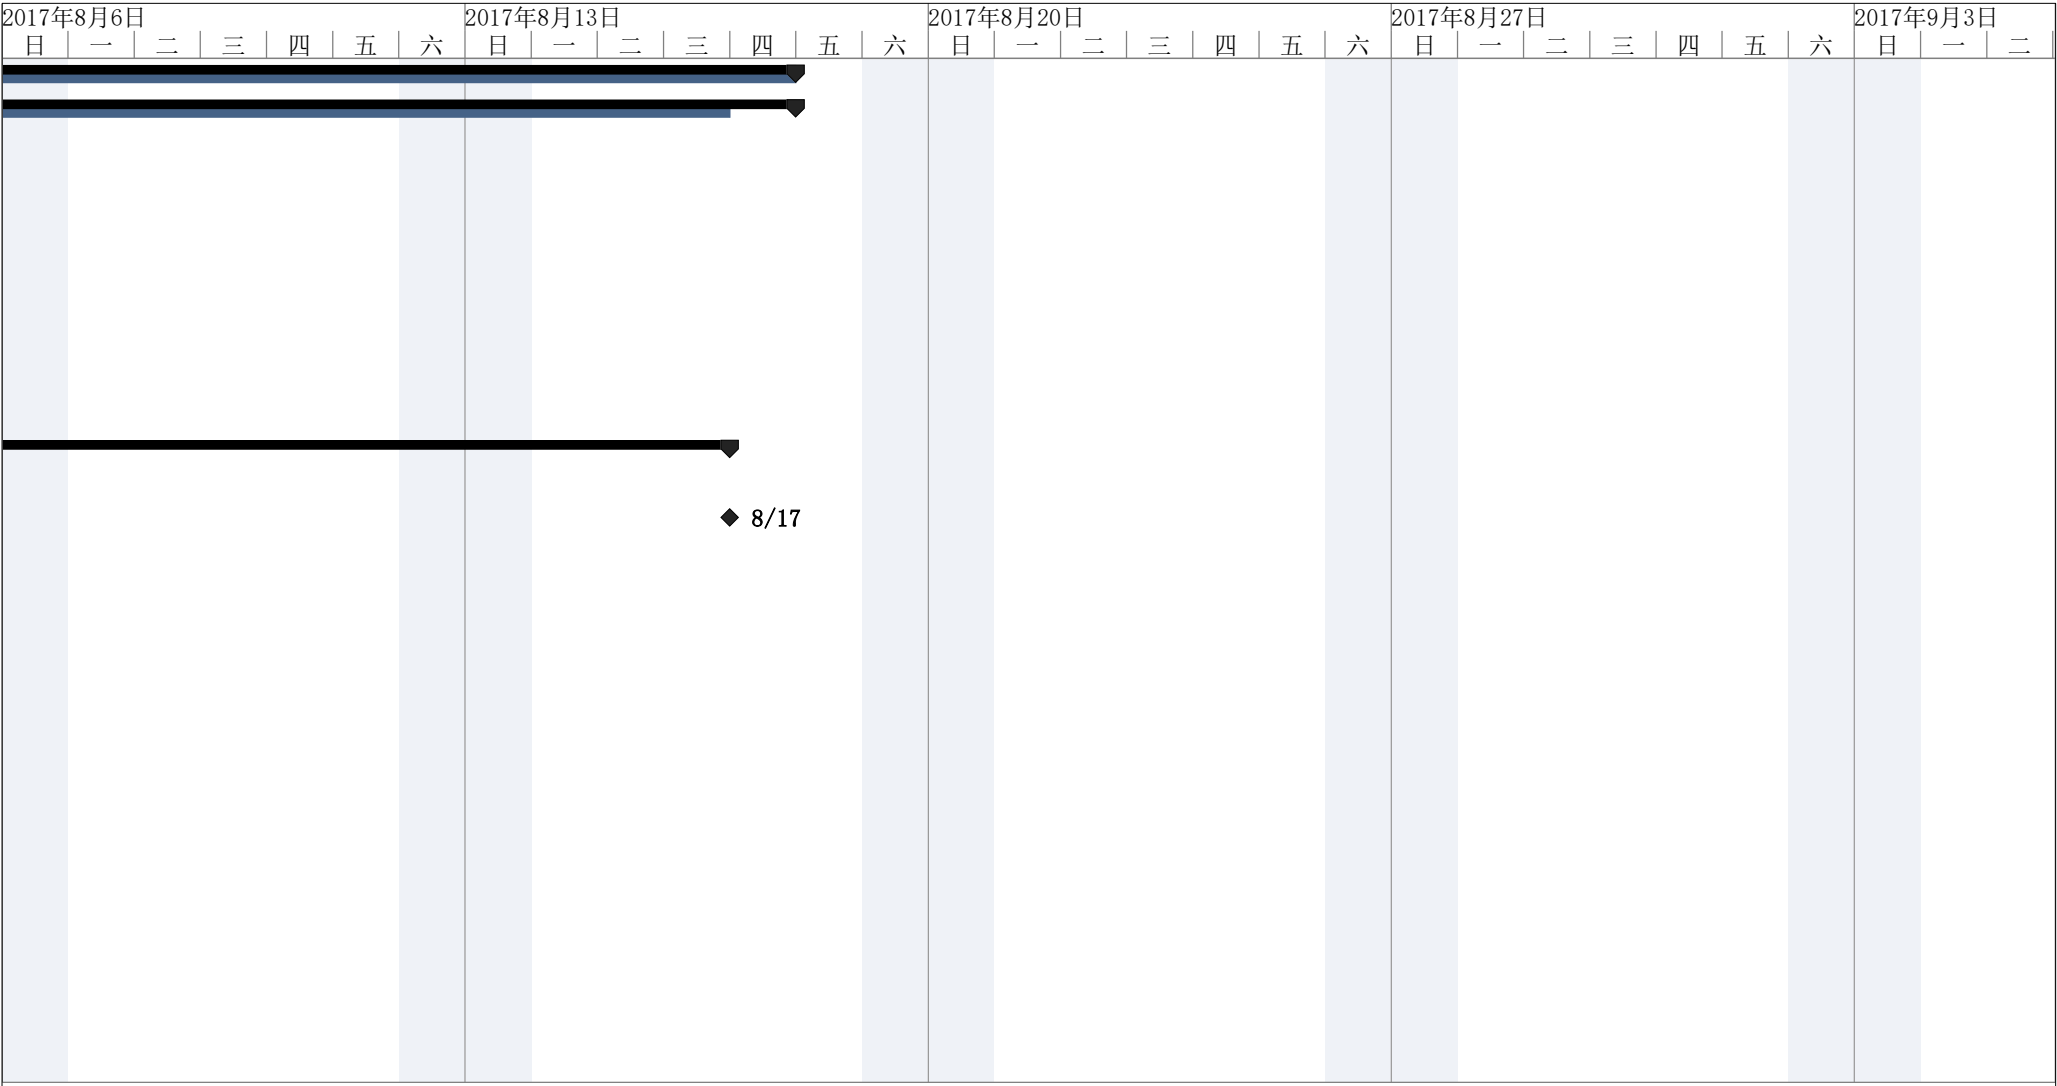 2017年8月6日 2017年8月13日 2017年8月20日 2017年8月27日 2017年9月3日
日 一 二 三 四 五 六 日 一 二 三 四 五 六 日 一 二 三 四 五 六 日 一 二 三 四 五 六 日 一 二
8/17